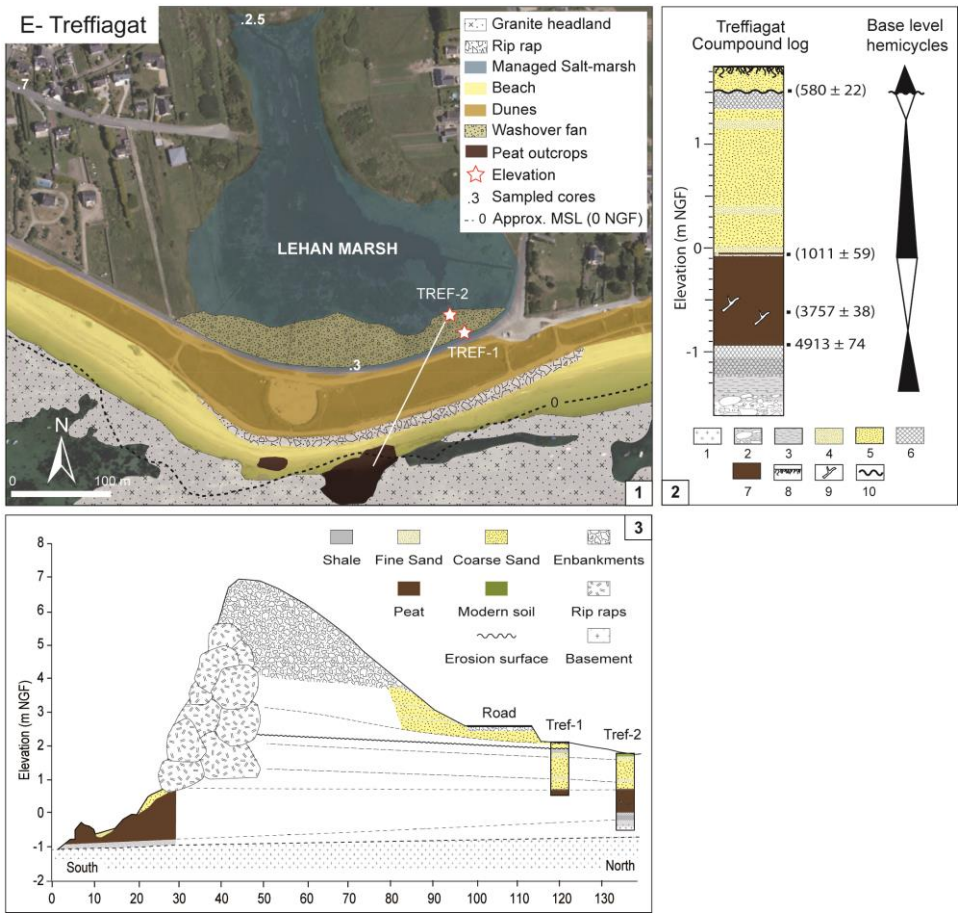 E- Treffiagat
.2.5
.7
Granite headland
Rip rap
Managed Salt-marsh
Beach
Dunes
Washover fan
Peat outcrops
Elevation
.3 Sampled cores
0 Approx. MSL (0 NGF)
LEHAN MARSH
TREF-2
TREF-1
.3
0
N
0 100 m
1
2
Treffiagat
Coumpound log
Base level
hemicycles
Elevation (m NGF)
1
0
-1
(580 ± 22)
(1011 ± 59)
(3757 ± 38)
4913 ± 74
1 2 3 4 5 6
7 8 9 10
3
Shale Fine Sand Coarse Sand Enbankments
Peat Modern soil Rip raps
Erosion surface Basement
Elevation (m NGF)
8
7
6
5
4
3
2
1
0
-1
-2
Road
Tref-1
Tref-2
South North
0 10 20 30 40 50 60 70 80 90 100 110 120 130